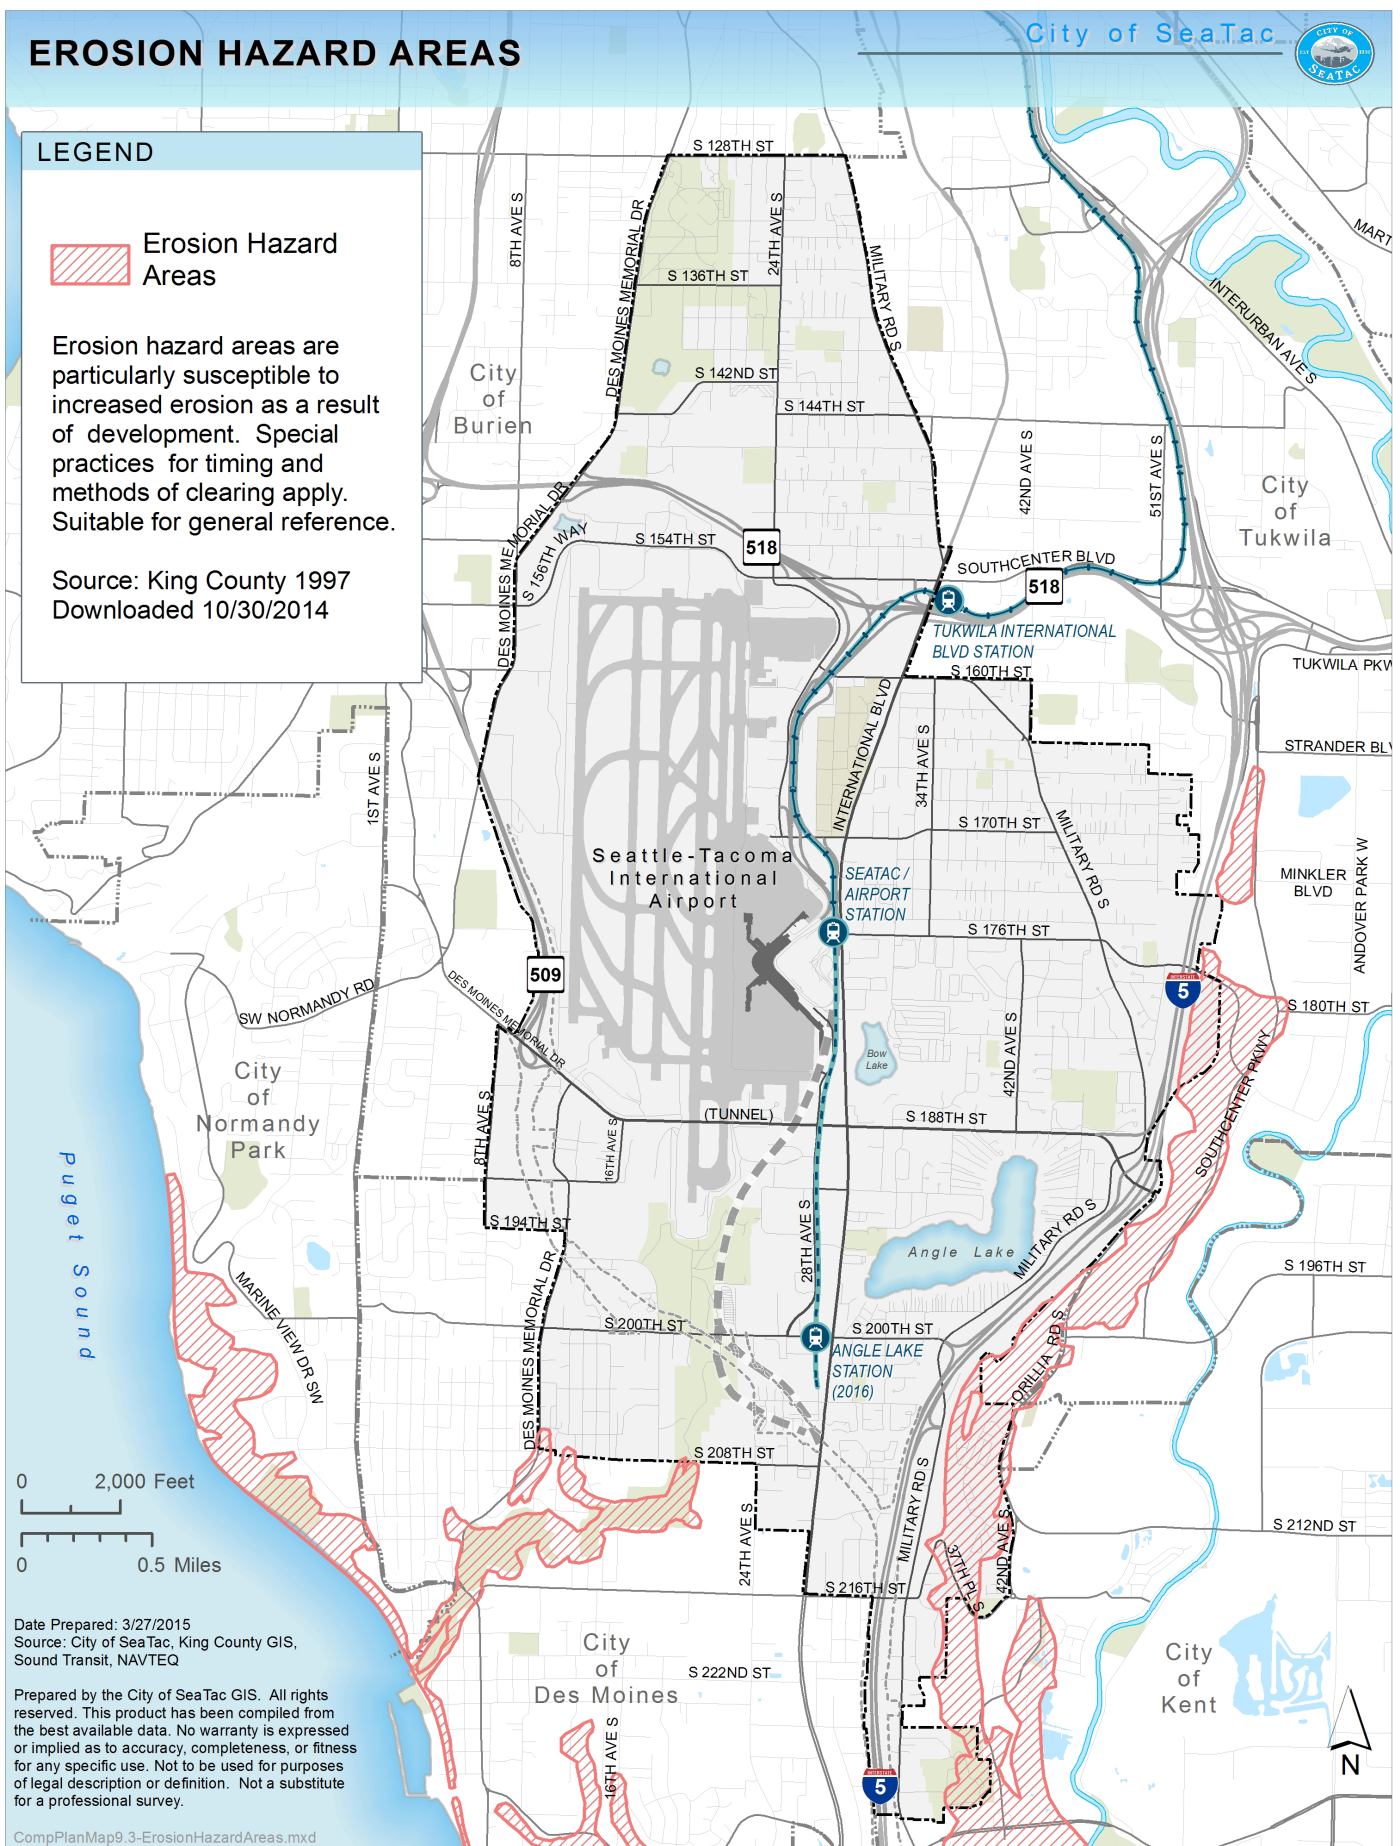 EROSION HAZARD AREAS
City of SeaTac
CITY OF
SEATAC
LEGEND
Erosion Hazard
Areas
Erosion hazard areas are
particularly susceptible to
increased erosion as a result
of development. Special
practices for timing and
methods of clearing apply.
Suitable for general reference.
Source: King County 1997
Downloaded 10/30/2014
S 128TH ST
8TH AVE S
DES MOINES MEMORIAL DR
24TH AVE S
MILITARY RD S
S 136TH ST
S 142ND ST
S 144TH ST
City
of
Burien
42ND AVE S
51ST AVE S
INTERURBAN AVE S
MART
City
of
Tukwila
DES MOINES MEMORIAL DR
S 156TH WAY
S 154TH ST
518
SOUTHCENTER BLVD
518
TUKWILA INTERNATIONAL
BLVD STATION
S 160TH ST
TUKWILA PKW
STRANDER BLV
1ST AVE S
INTERNATIONAL BLVD
34TH AVE S
S 170TH ST
MILITARY RD S
Seattle-Tacoma
International
Airport
SEATAC /
AIRPORT
STATION
MINKLER
BLVD
ANDOVER PARK W
S 176TH ST
509
DES MOINES MEMORIAL DR
SW NORMANDY RD
INTERSTATE
5
S 180TH ST
Bow
Lake
42ND AVE S
SOUTHCENTER PKWY
City
of
Normandy
Park
8TH AVE S
16TH AVE S
(TUNNEL)
S 188TH ST
Puget Sound
S 194TH ST
28TH AVE S
Angle Lake
MILITARY RD S
S 196TH ST
MARINE VIEW DR SW
DES MOINES MEMORIAL DR
S 200TH ST
S 200TH ST
ANGLE LAKE
STATION
(2016)
ORILLIA RD S
S 208TH ST
24TH AVE S
MILITARY RD S
37TH PL S
42ND AVE S
S 212ND ST
S 216TH ST
0 2,000 Feet
0 0.5 Miles
City
of
Des Moines
S 222ND ST
16TH AVE S
City
of
Kent
INTERSTATE
5
N
Date Prepared: 3/27/2015
Source: City of SeaTac, King County GIS,
Sound Transit, NAVTEQ
Prepared by the City of SeaTac GIS. All rights
reserved. This product has been compiled from
the best available data. No warranty is expressed
or implied as to accuracy, completeness, or fitness
for any specific use. Not to be used for purposes
of legal description or definition. Not a substitute
for a professional survey.
CompPlanMap9.3-ErosionHazardAreas.mxd